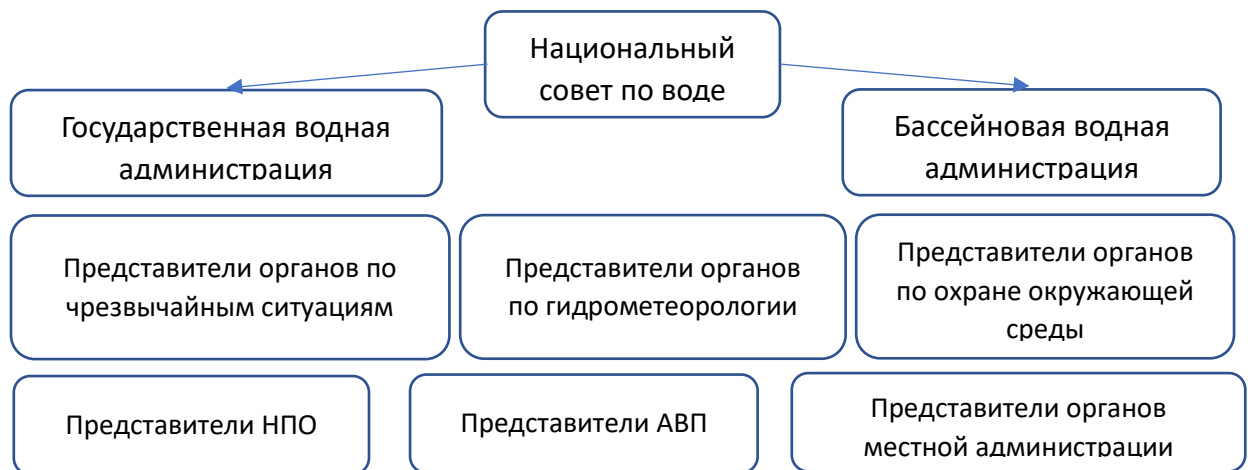 Национальный
совет по воде
Государственная водная
администрация
Бассейновая водная
администрация
Представители органов по
чрезвычайным ситуациям
Представители органов
по гидрометеорологии
Представители органов
по охране окружающей
среды
Представители НПО
Представители АВП
Представители органов
местной администрации